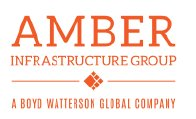 AMBER
INFRASTRUCTURE GROUP
A BOYD WATTERSON GLOBAL COMPANY